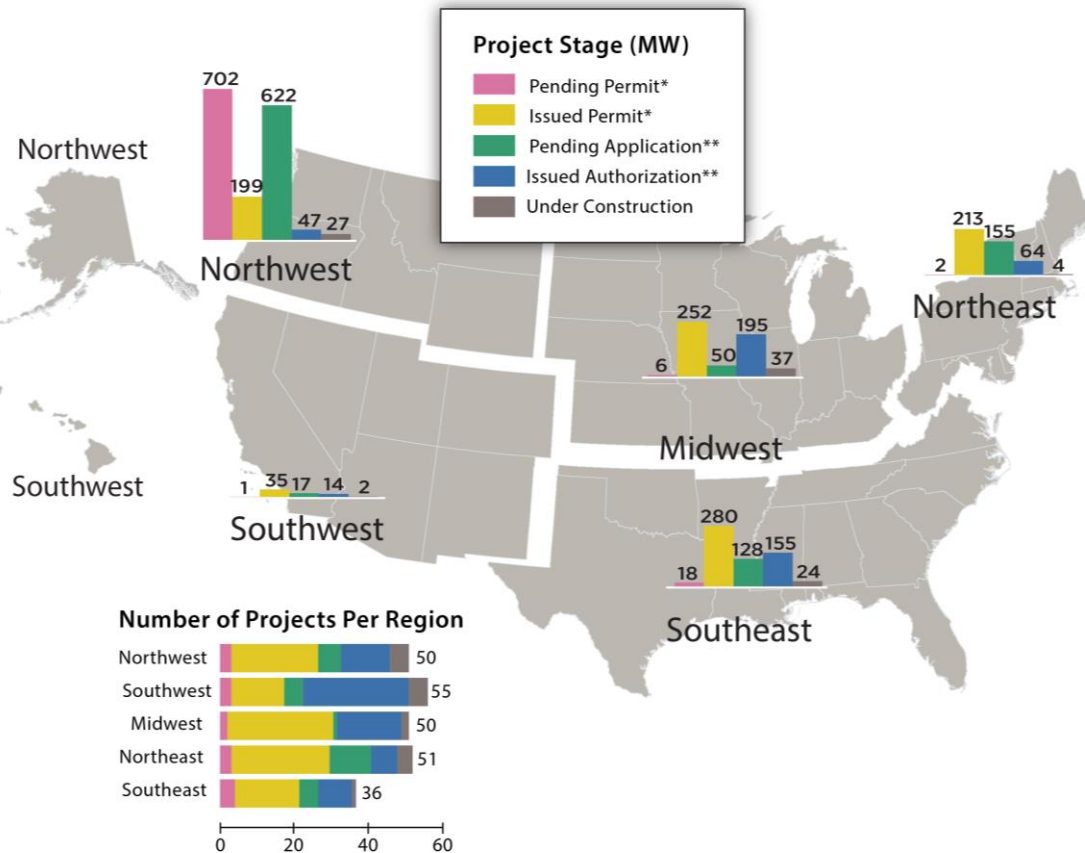 Project Stage (MW)
Pending Permit*
Issued Permit*
Pending Application**
Issued Authorization**
Under Construction
Northwest
702
199
622
47
27
Northwest
2
213
155
64
4
Northeast
6
252
50
195
37
Midwest
Southwest
1
35
17
14
2
Southwest
18
280
128
155
24
Southeast
Number of Projects Per Region
Northwest 50
Southwest 55
Midwest 50
Northeast 51
Southeast 36
0 20 40 60